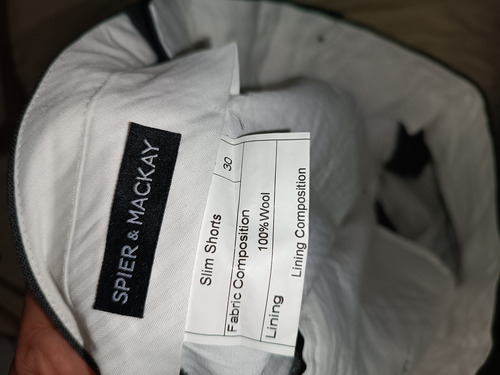 SPIER & MACKAY
Slim Shorts 30
Fabric Composition
100%Wool
Lining
Lining Composition